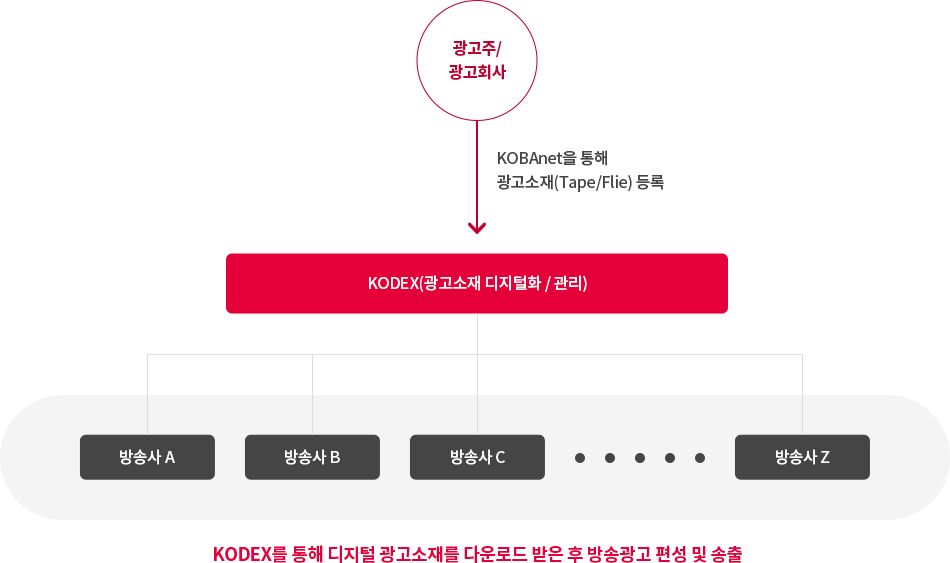 광고주/
광고회사
KOBAnet을 통해
광고소재(Tape/Flie) 등록
KODEX(광고소재 디지털화 / 관리)
방송사 A
방송사 B
방송사 C
방송사 Z
KODEX를 통해 디지털 광고소재를 다운로드 받은 후 방송광고 편성 및 송출